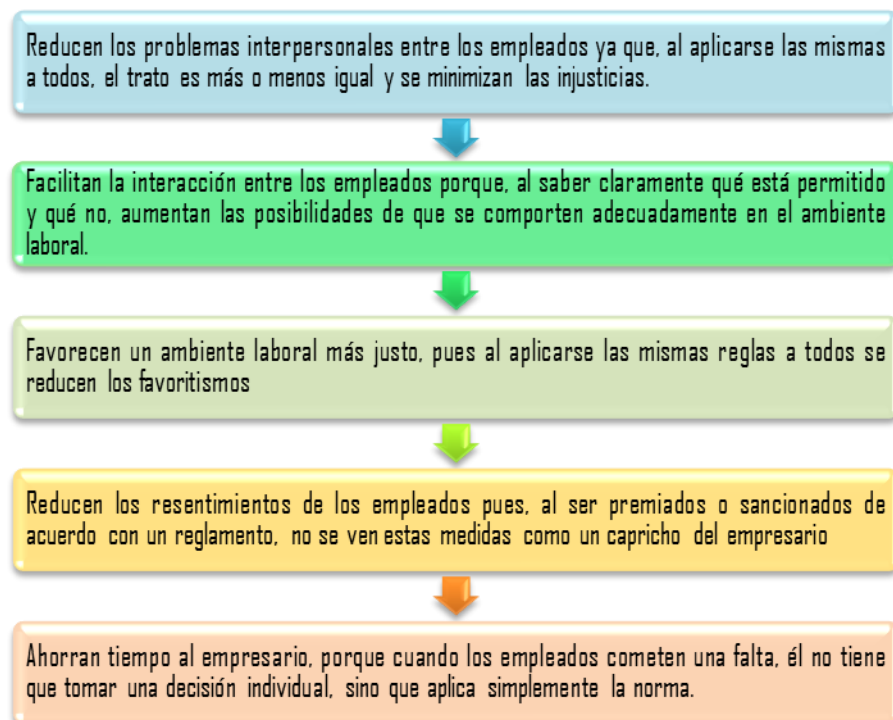 Reducen los problemas interpersonales entre los empleados ya que, al aplicarse las mismas
a todos, el trato es más o menos igual y se minimizan las injusticias.
Facilitan la interacción entre los empleados porque, al saber claramente qué está permitido
y qué no, aumentan las posibilidades de que se comporten adecuadamente en el ambiente
laboral.
Favorecen un ambiente laboral más justo, pues al aplicarse las mismas reglas a todos se
reducen los favoritismos
Reducen los resentimientos de los empleados pues, al ser premiados o sancionados de
acuerdo con un reglamento, no se ven estas medidas como un capricho del empresario
Ahorran tiempo al empresario, porque cuando los empleados cometen una falta, él no tiene
que tomar una decisión individual, sino que aplica simplemente la norma.